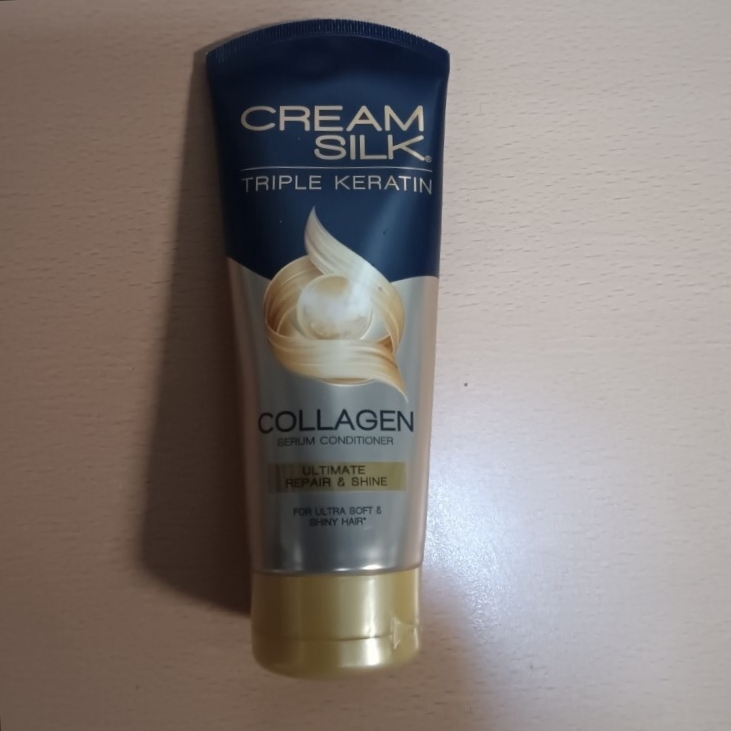 CREAM
SILK®
TRIPLE KERATIN
COLLAGEN
SERUM CONDITIONER
ULTIMATE
REPAIR & SHINE
FOR ULTRA SOFT &
SHINY HAIR*